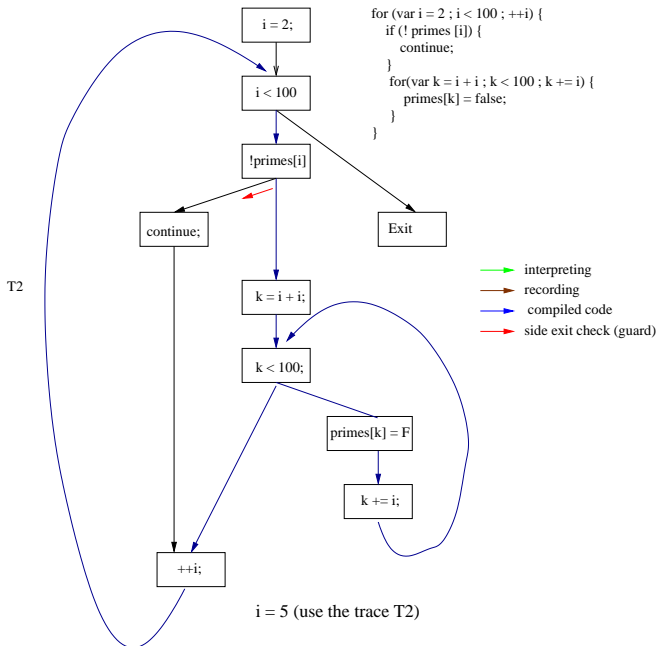 i = 2;
for (var i = 2 ; i < 100 ; ++i) {
if (! primes [i]) {
continue;
}
for(var k = i + i ; k < 100 ; k += i) {
primes[k] = false;
}
}
i < 100
!primes[i]
continue;
Exit
T2
interpreting
recording
compiled code
side exit check (guard)
k = i + i;
k < 100;
primes[k] = F
k += i;
++i;
i = 5 (use the trace T2)